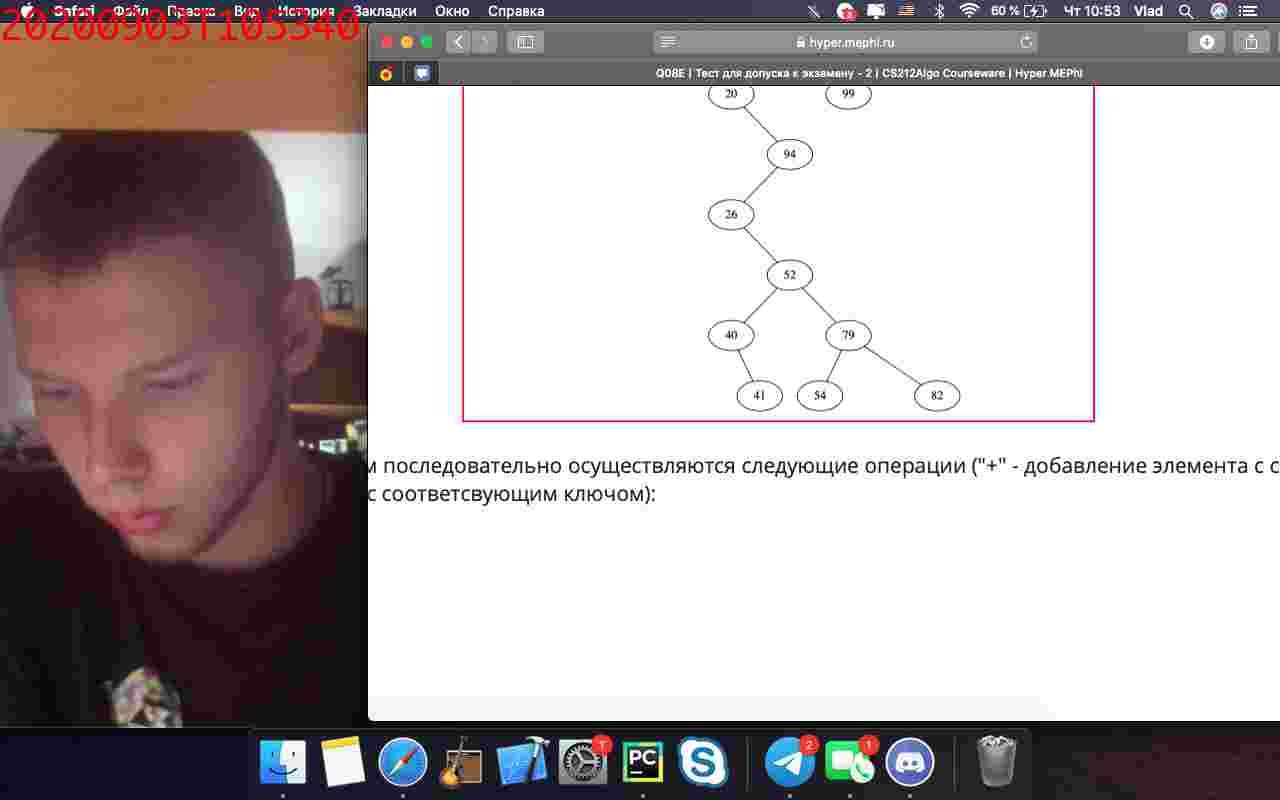 Safari Файл Правка Вид История Закладки Окно Справка 60 % Чт 10:53 Vlad
20200903T105340
hyper.mephi.ru
Q08E | Тест для допуска к экзамену - 2 | CS212Algo Courseware | Hyper.MEPhI
20 99
94
26
52
40 79
41 54 82
м последовательно осуществляются следующие операции ("+" - добавление элемента с с
с соответсвующим ключом):
PC
2 1